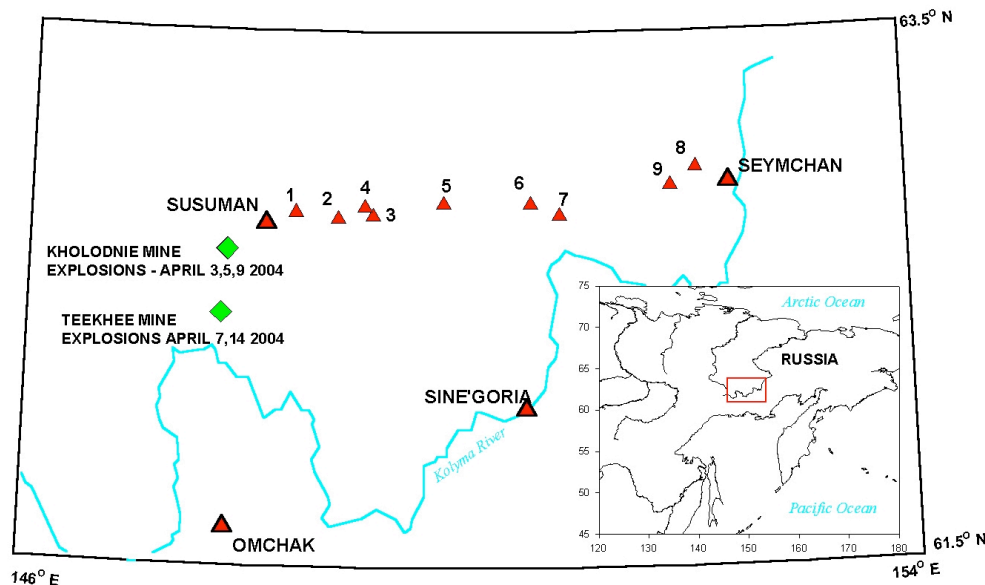 63.5° N
8
SEYMCHAN
9
1
4
5
6
2
7
3
SUSUMAN
KHOLODNIE MINE
EXPLOSIONS - APRIL 3,5,9 2004
TEEKHEE MINE
EXPLOSIONS APRIL 7,14 2004
SINE'GORIA
Kolyma River
OMCHAK
75
70
65
60
55
50
45
120
130
140
150
160
170
180
Arctic Ocean
RUSSIA
Pacific Ocean
61.5° N
146° E
154° E